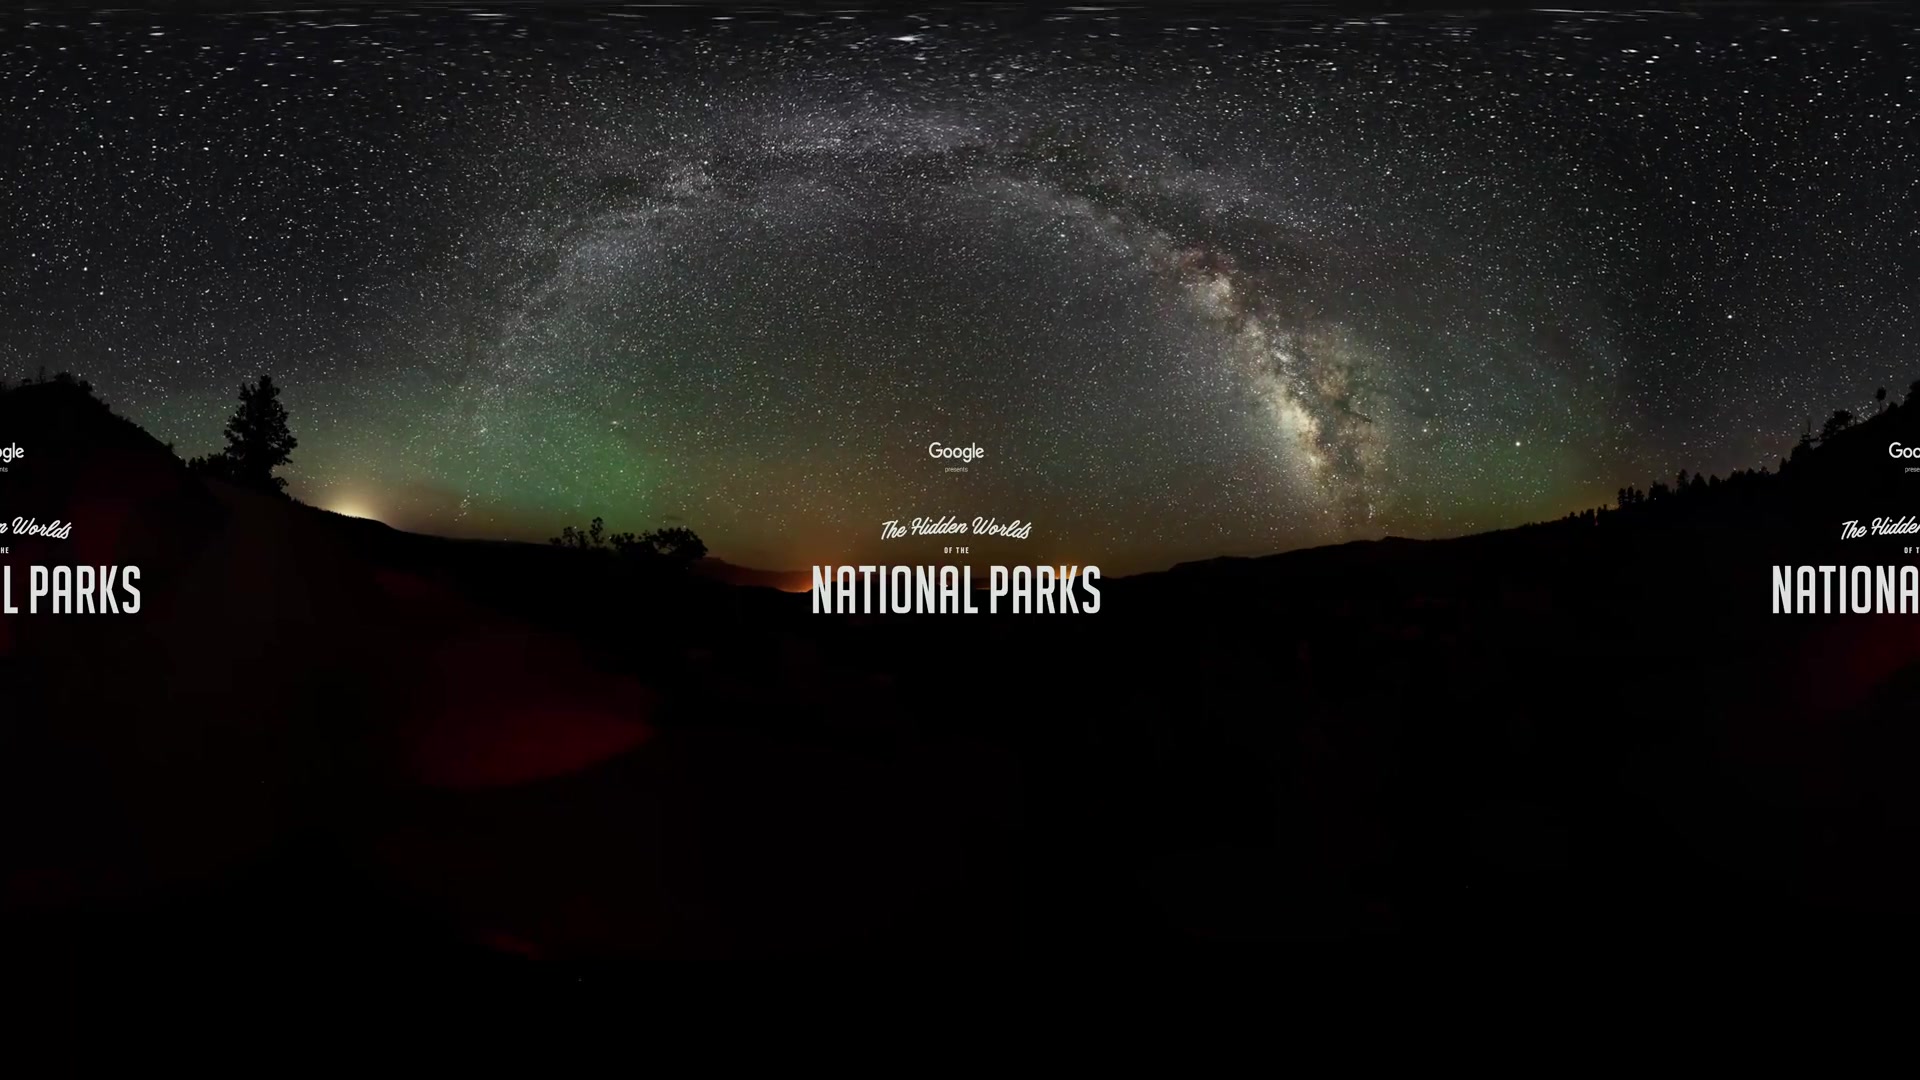 Google
presents
The Hidden Worlds
OF THE
NATIONAL PARKS
ogle
nts
n Worlds
HE
L PARKS
Goo
prese
The Hidden
OF T
NATIONA